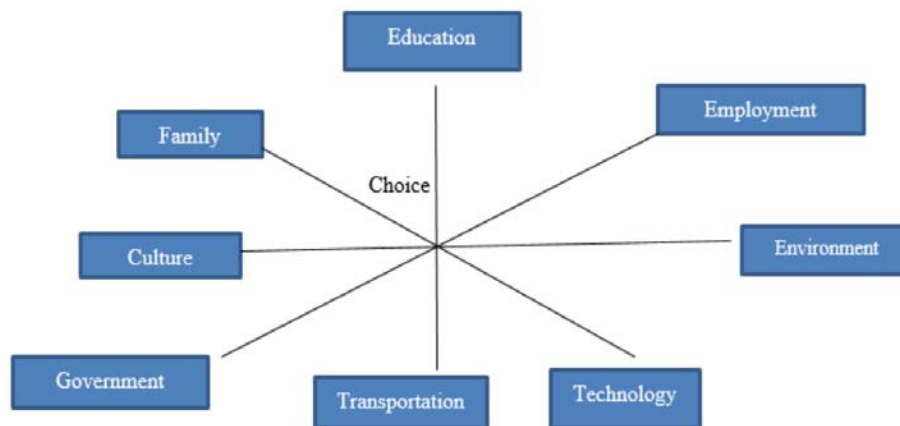 Education
Employment
Family
Choice
Culture
Environment
Government
Transportation
Technology